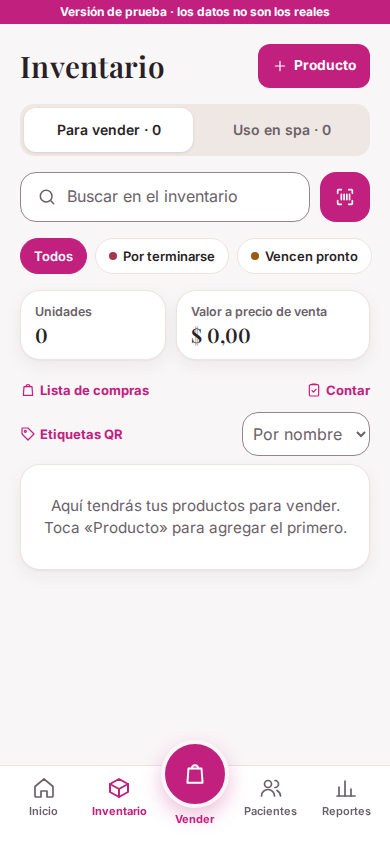 Versión de prueba · los datos no son los reales
Inventario
+ Producto
Para vender · 0
Uso en spa · 0
Buscar en el inventario
Todos
Por terminarse
Vencen pronto
Unidades
0
Valor a precio de venta
$ 0,00
Lista de compras
Contar
Etiquetas QR
Por nombre
Aquí tendrás tus productos para vender.
Toca «Producto» para agregar el primero.
Inicio
Inventario
Vender
Pacientes
Reportes